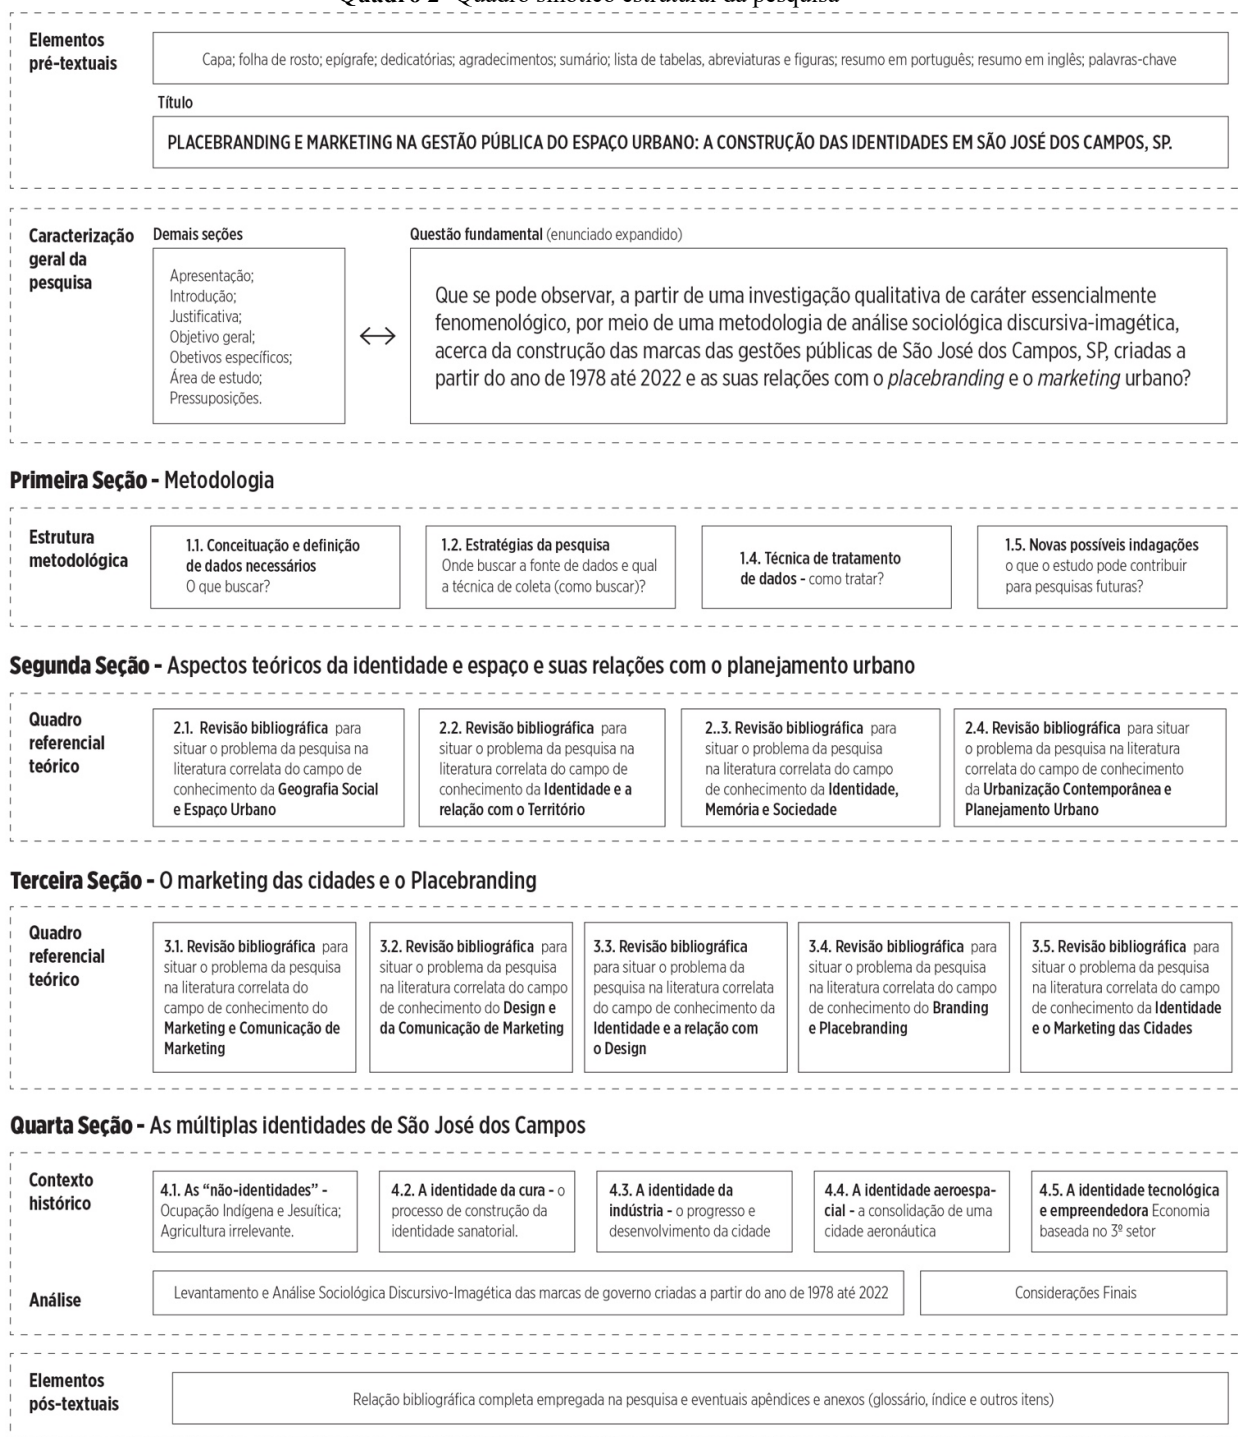 Quadro 2 - Quadro sinótico estrutural da pesquisa
Elementos
pré-textuais
Capa; folha de rosto; epígrafe; dedicatórias; agradecimentos; sumário; lista de tabelas, abreviaturas e figuras; resumo em português; resumo em inglês; palavras-chave
Título
PLACEBRANDING E MARKETING NA GESTÃO PÚBLICA DO ESPAÇO URBANO: A CONSTRUÇÃO DAS IDENTIDADES EM SÃO JOSÉ DOS CAMPOS, SP.
Caracterização
geral da
pesquisa
Demais seções
Apresentação;
Introdução;
Justificativa;
Objetivo geral;
Obetivos específicos;
Área de estudo;
Pressuposições.
Questão fundamental (enunciado expandido)
Que se pode observar, a partir de uma investigação qualitativa de caráter essencialmente
fenomenológico, por meio de uma metodologia de análise sociológica discursiva-imagética,
acerca da construção das marcas das gestões públicas de São José dos Campos, SP, criadas a
partir do ano de 1978 até 2022 e as suas relações com o placebranding e o marketing urbano?
Primeira Seção - Metodologia
Estrutura
metodológica
1.1. Conceituação e definição
de dados necessários
O que buscar?
1.2. Estratégias da pesquisa
Onde buscar a fonte de dados e qual
a técnica de coleta (como buscar)?
1.4. Técnica de tratamento
de dados - como tratar?
1.5. Novas possíveis indagações
o que o estudo pode contribuir
para pesquisas futuras?
Segunda Seção - Aspectos teóricos da identidade e espaço e suas relações com o planejamento urbano
Quadro
referencial
teórico
2.1. Revisão bibliográfica para
situar o problema da pesquisa na
literatura correlata do campo de
conhecimento da Geografia Social
e Espaço Urbano
2.2. Revisão bibliográfica para
situar o problema da pesquisa na
literatura correlata do campo de
conhecimento da Identidade e a
relação com o Território
2..3. Revisão bibliográfica para
situar o problema da pesquisa
na literatura correlata do campo
de conhecimento da Identidade,
Memória e Sociedade
2.4. Revisão bibliográfica para situar
o problema da pesquisa na literatura
correlata do campo de conhecimento
da Urbanização Contemporânea e
Planejamento Urbano
Terceira Seção - O marketing das cidades e o Placebranding
Quadro
referencial
teórico
3.1. Revisão bibliográfica para
situar o problema da pesquisa
na literatura correlata do
campo de conhecimento do
Marketing e Comunicação de
Marketing
3.2. Revisão bibliográfica para
situar o problema da pesquisa
na literatura correlata do campo
de conhecimento do Design e
da Comunicação de Marketing
3.3. Revisão bibliográfica
para situar o problema da
pesquisa na literatura correlata
do campo de conhecimento da
Identidade e a relação com
o Design
3.4. Revisão bibliográfica para
situar o problema da pesquisa
na literatura correlata do campo
de conhecimento do Branding
e Placebranding
3.5. Revisão bibliográfica para
situar o problema da pesquisa
na literatura correlata do campo
de conhecimento da Identidade
e o Marketing das Cidades
Quarta Seção - As múltiplas identidades de São José dos Campos
Contexto
histórico
4.1. As “não-identidades” -
Ocupação Indígena e Jesuítica;
Agricultura irrelevante.
4.2. A identidade da cura - o
processo de construção da
identidade sanatorial.
4.3. A identidade da
indústria - o progresso e
desenvolvimento da cidade
4.4. A identidade aeroespa-
cial - a consolidação de uma
cidade aeronáutica
4.5. A identidade tecnológica
e empreendedora Economia
baseada no 3º setor
Análise
Levantamento e Análise Sociológica Discursivo-Imagética das marcas de governo criadas a partir do ano de 1978 até 2022
Considerações Finais
Elementos
pós-textuais
Relação bibliográfica completa empregada na pesquisa e eventuais apêndices e anexos (glossário, índice e outros itens)